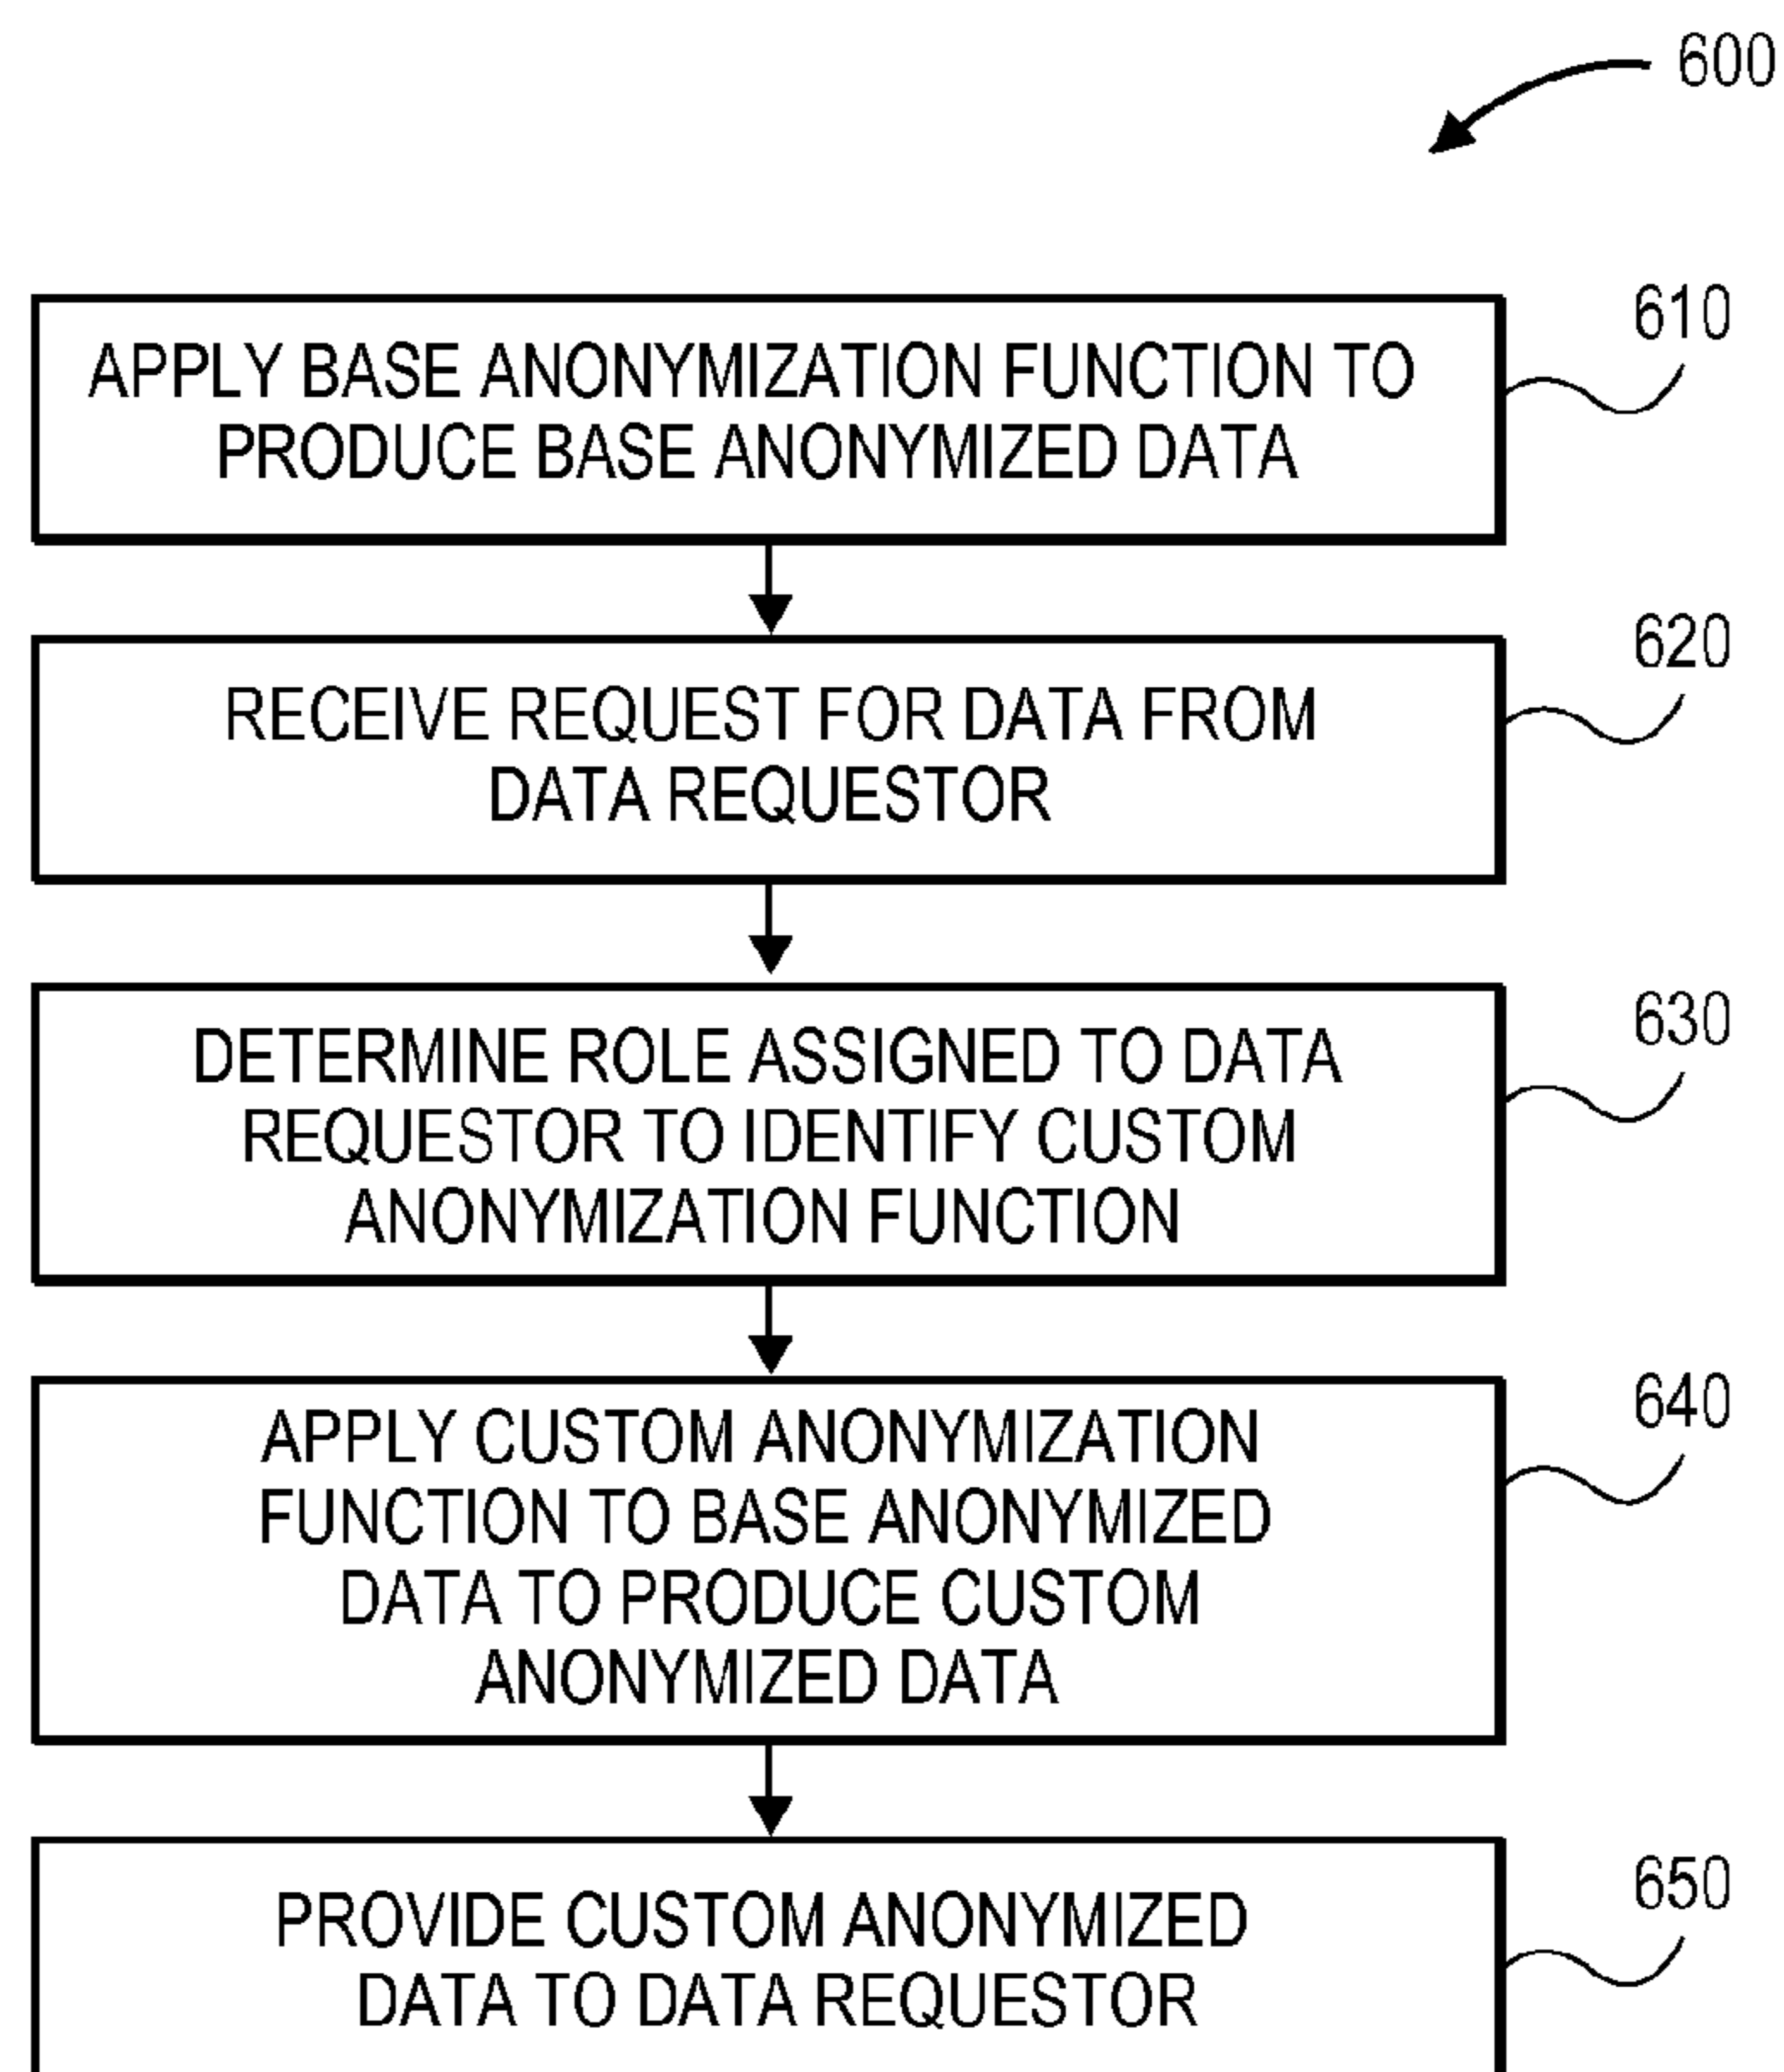 600
610
APPLY BASE ANONYMIZATION FUNCTION TO
PRODUCE BASE ANONYMIZED DATA
620
RECEIVE REQUEST FOR DATA FROM
DATA REQUESTOR
630
DETERMINE ROLE ASSIGNED TO DATA
REQUESTOR TO IDENTIFY CUSTOM
ANONYMIZATION FUNCTION
640
APPLY CUSTOM ANONYMIZATION
FUNCTION TO BASE ANONYMIZED
DATA TO PRODUCE CUSTOM
ANONYMIZED DATA
650
PROVIDE CUSTOM ANONYMIZED
DATA TO DATA REQUESTOR